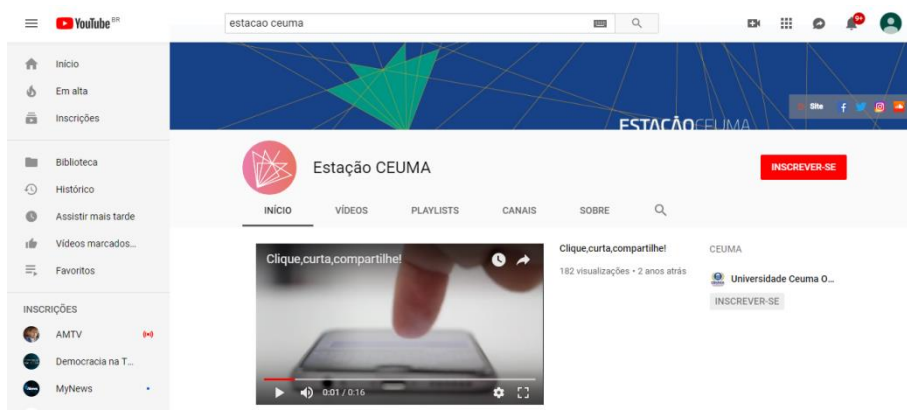 YouTube BR
estacao ceuma
9+
Início
Em alta
Inscrições
Site
ESTAÇÃOCEUMA
Biblioteca
Histórico
Assistir mais tarde
Vídeos marcados...
Favoritos
INSCRIÇÕES
AMTV
Democracia na T...
MyNews
Estação CEUMA
INSCREVER-SE
INÍCIO VÍDEOS PLAYLISTS CANAIS SOBRE
Clique,curta,compartilhe!
0:01 / 0:16
Clique,curta,compartilhe!
182 visualizações • 2 anos atrás
CEUMA
Universidade Ceuma O...
INSCREVER-SE